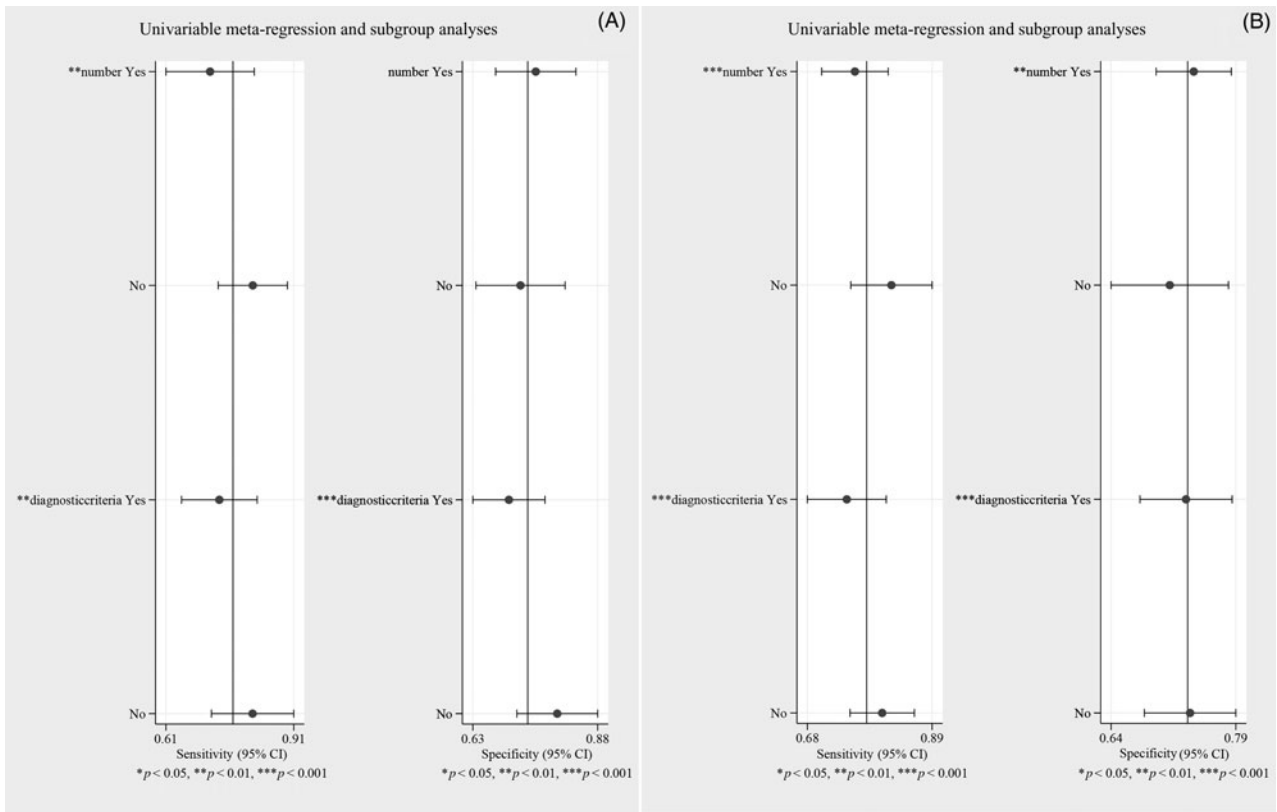 Univariable meta-regression and subgroup analyses
(A)
**number Yes
No
**diagnosticcriteria Yes
No
0.61
0.91
Sensitivity (95% CI)
*p < 0.05, **p < 0.01, ***p < 0.001
number Yes
No
***diagnosticcriteria Yes
No
0.63
0.88
Specificity (95% CI)
*p < 0.05, **p < 0.01, ***p < 0.001
Univariable meta-regression and subgroup analyses
(B)
***number Yes
No
***diagnosticcriteria Yes
No
0.68
0.89
Sensitivity (95% CI)
*p < 0.05, **p < 0.01, ***p < 0.001
**number Yes
No
***diagnosticcriteria Yes
No
0.64
0.79
Specificity (95% CI)
*p < 0.05, **p < 0.01, ***p < 0.001